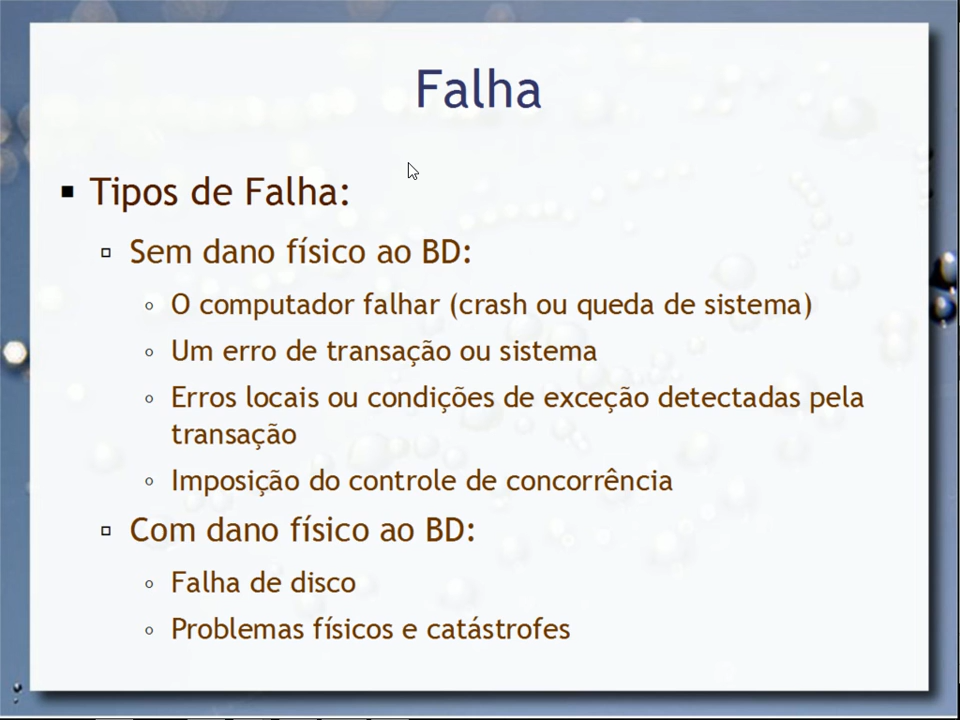 Falha
Tipos de Falha:
Sem dano físico ao BD:
O computador falhar (crash ou queda de sistema)
Um erro de transação ou sistema
Erros locais ou condições de exceção detectadas pela
transação
Imposição do controle de concorrência
Com dano físico ao BD:
Falha de disco
Problemas físicos e catástrofes